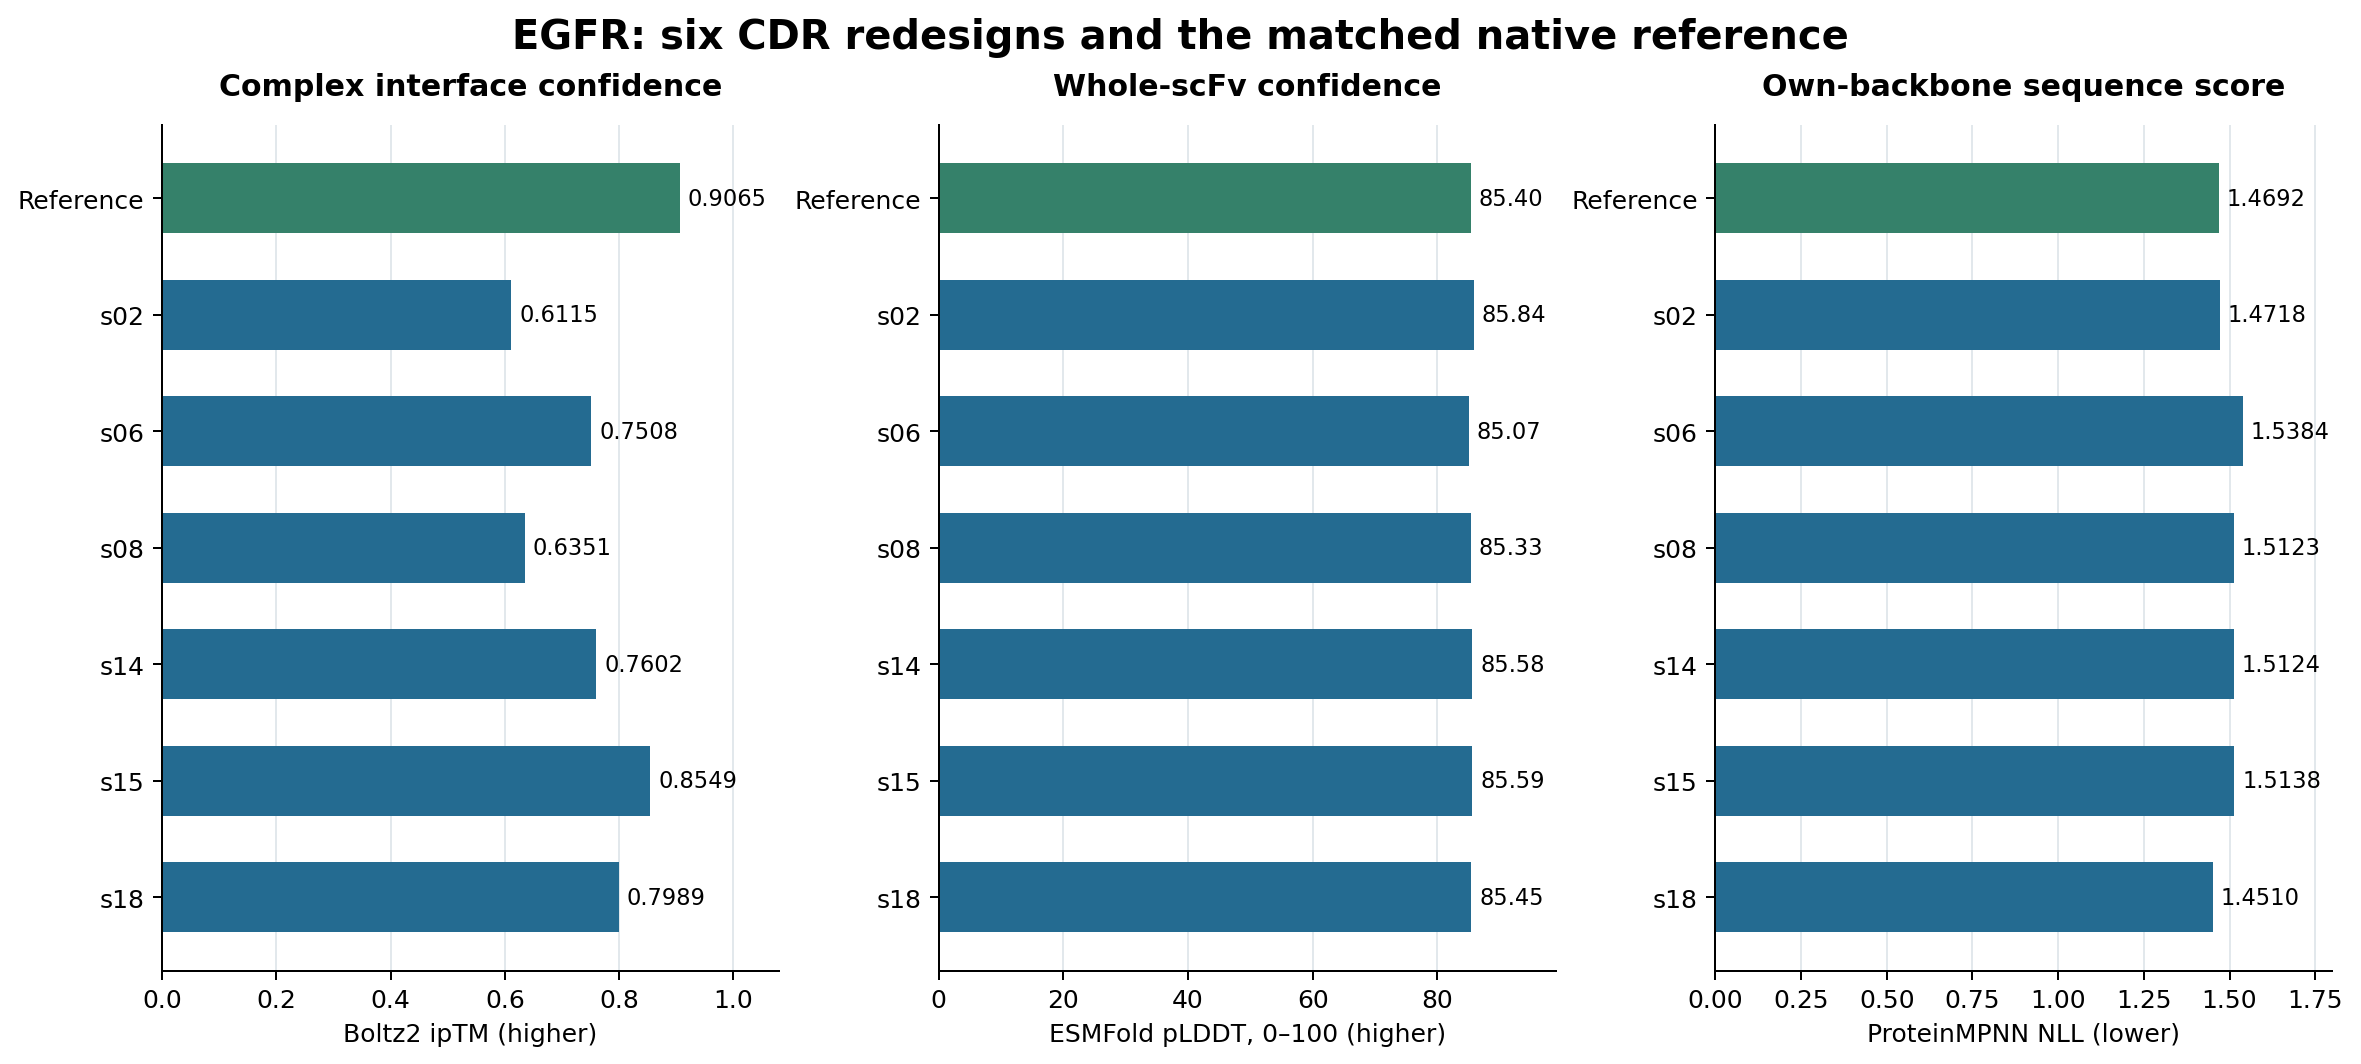 EGFR: six CDR redesigns and the matched native reference
Complex interface confidence
Reference 0.9065
s02 0.6115
s06 0.7508
s08 0.6351
s14 0.7602
s15 0.8549
s18 0.7989
0.0 0.2 0.4 0.6 0.8 1.0
Boltz2 ipTM (higher)
Whole-scFv confidence
Reference 85.40
s02 85.84
s06 85.07
s08 85.33
s14 85.58
s15 85.59
s18 85.45
0 20 40 60 80
ESMFold pLDDT, 0–100 (higher)
Own-backbone sequence score
Reference 1.4692
s02 1.4718
s06 1.5384
s08 1.5123
s14 1.5124
s15 1.5138
s18 1.4510
0.00 0.25 0.50 0.75 1.00 1.25 1.50 1.75
ProteinMPNN NLL (lower)